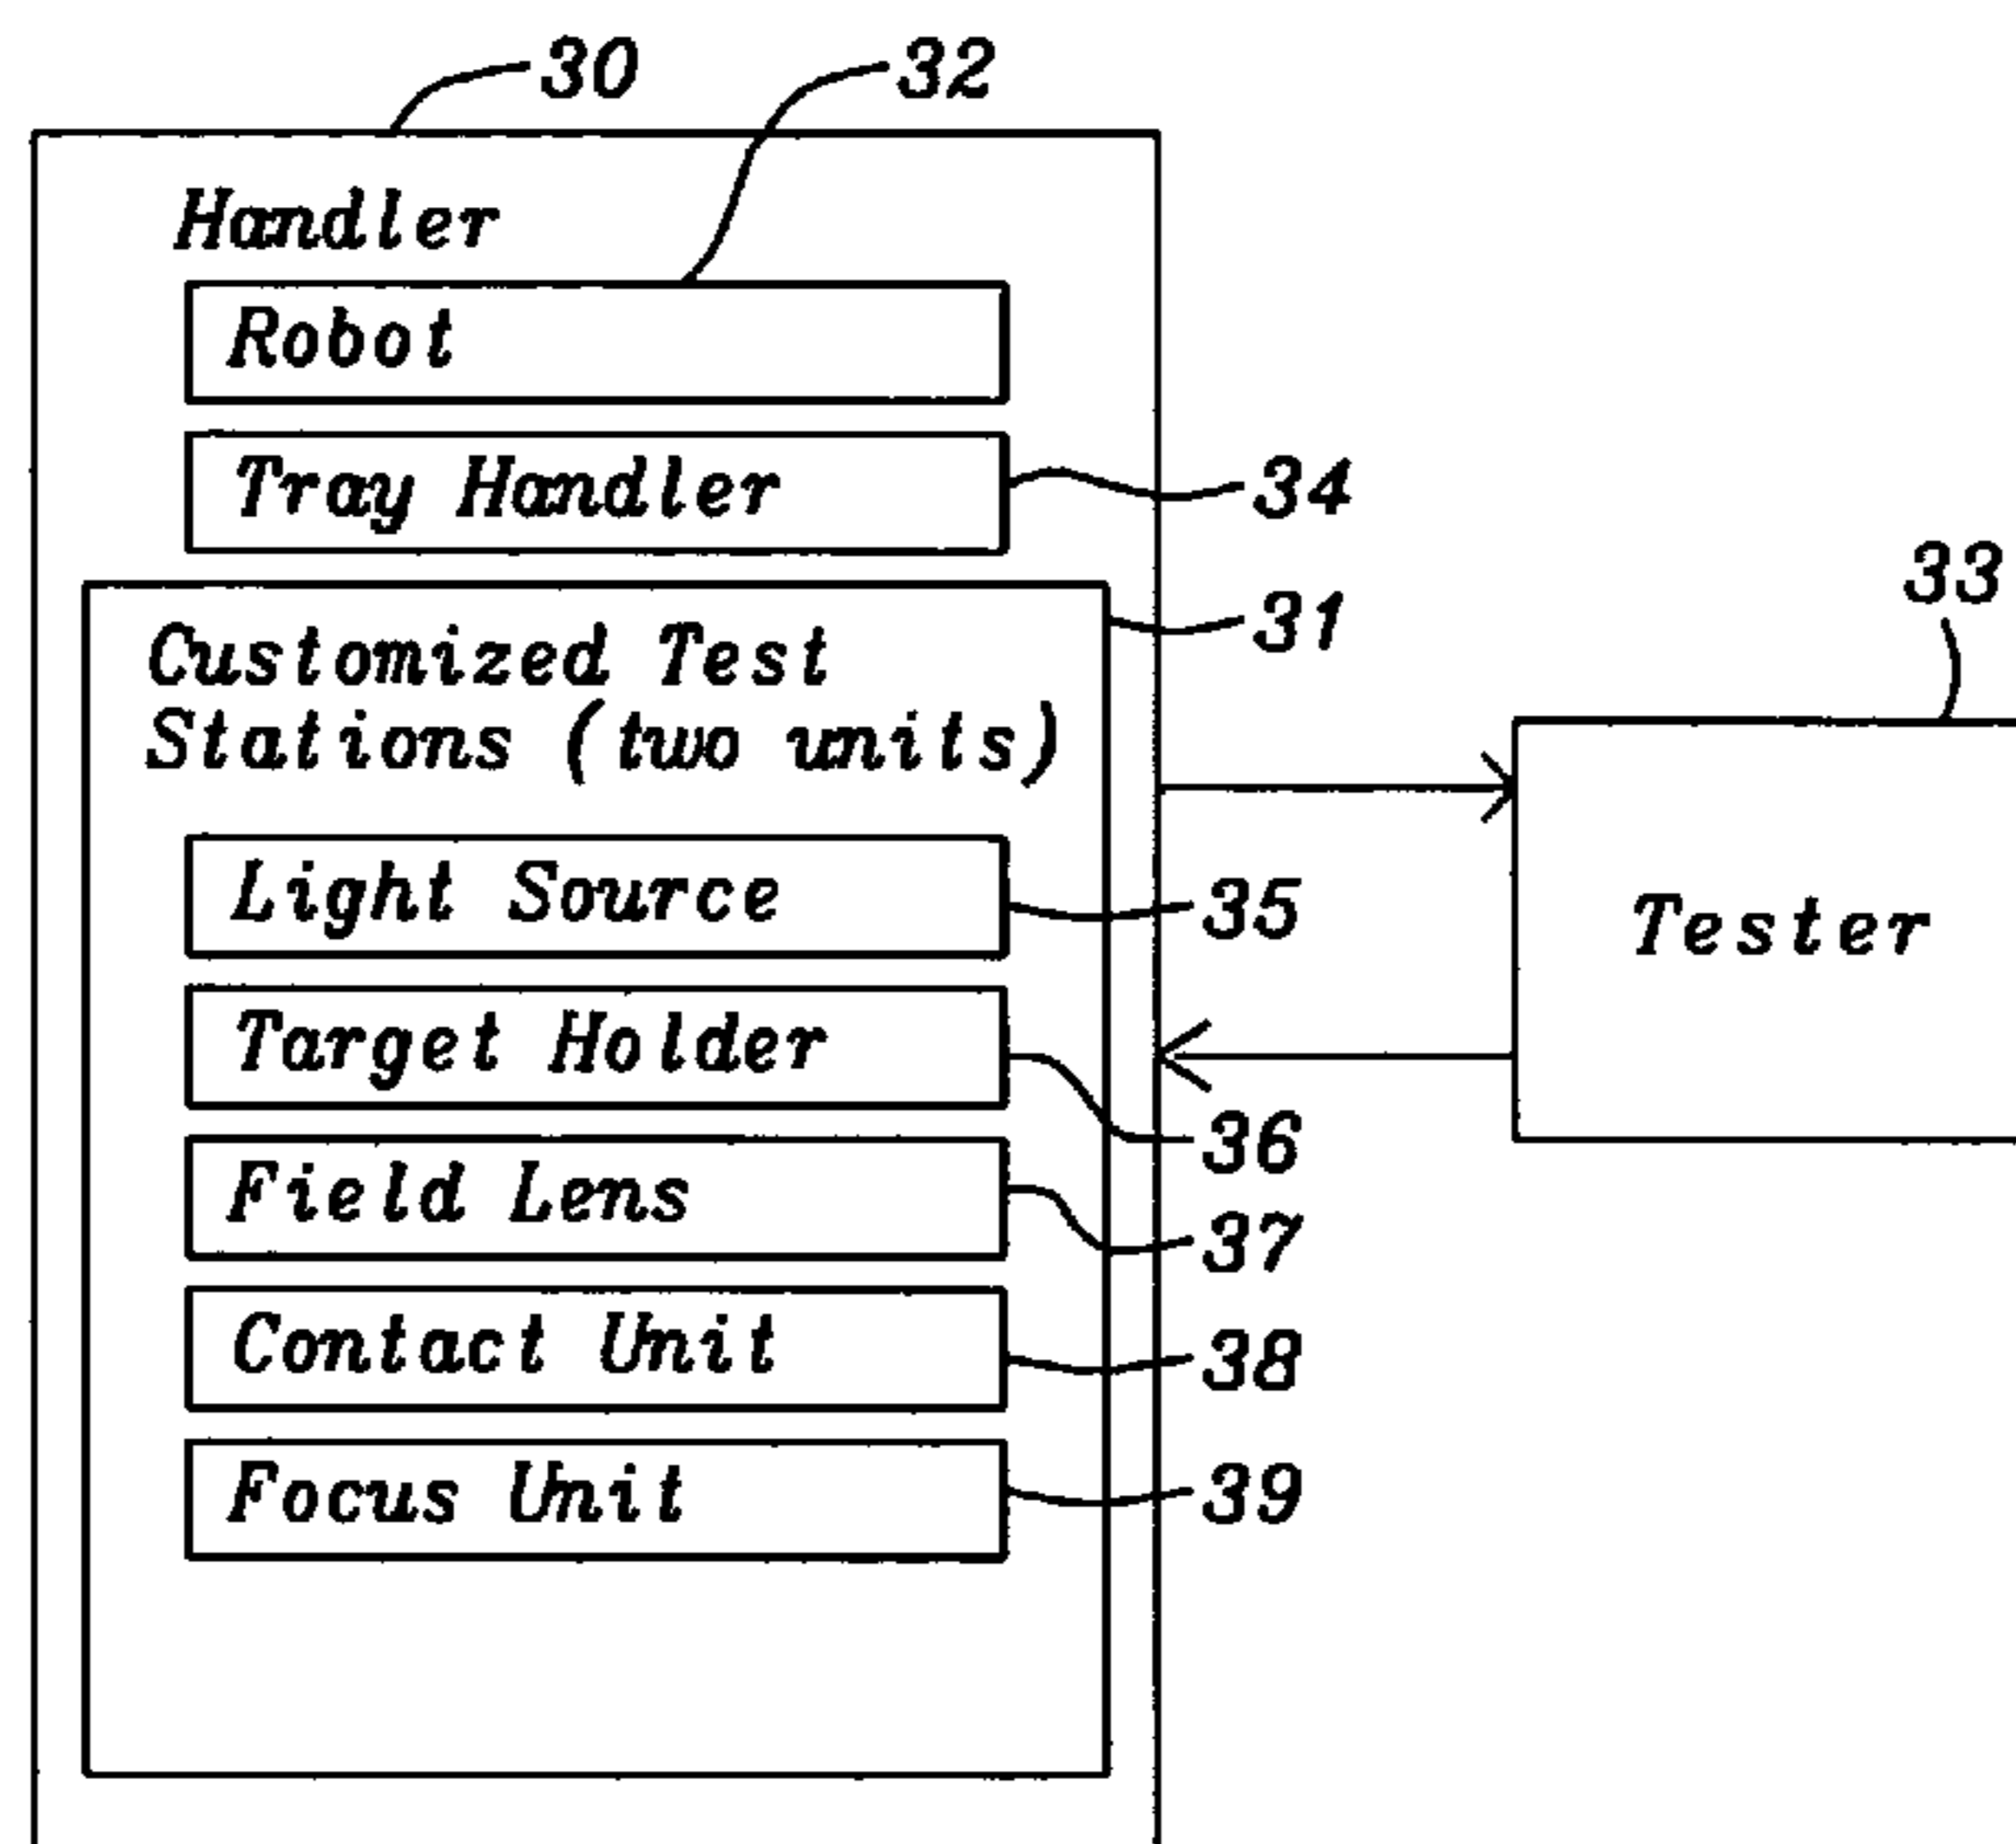 30
32
Handler
Robot
Tray Handler
34
31
33
Customized Test
Stations (two units)
Light Source
35
Tester
Target Holder
36
Field Lens
37
Contact Unit
38
Focus Unit
39